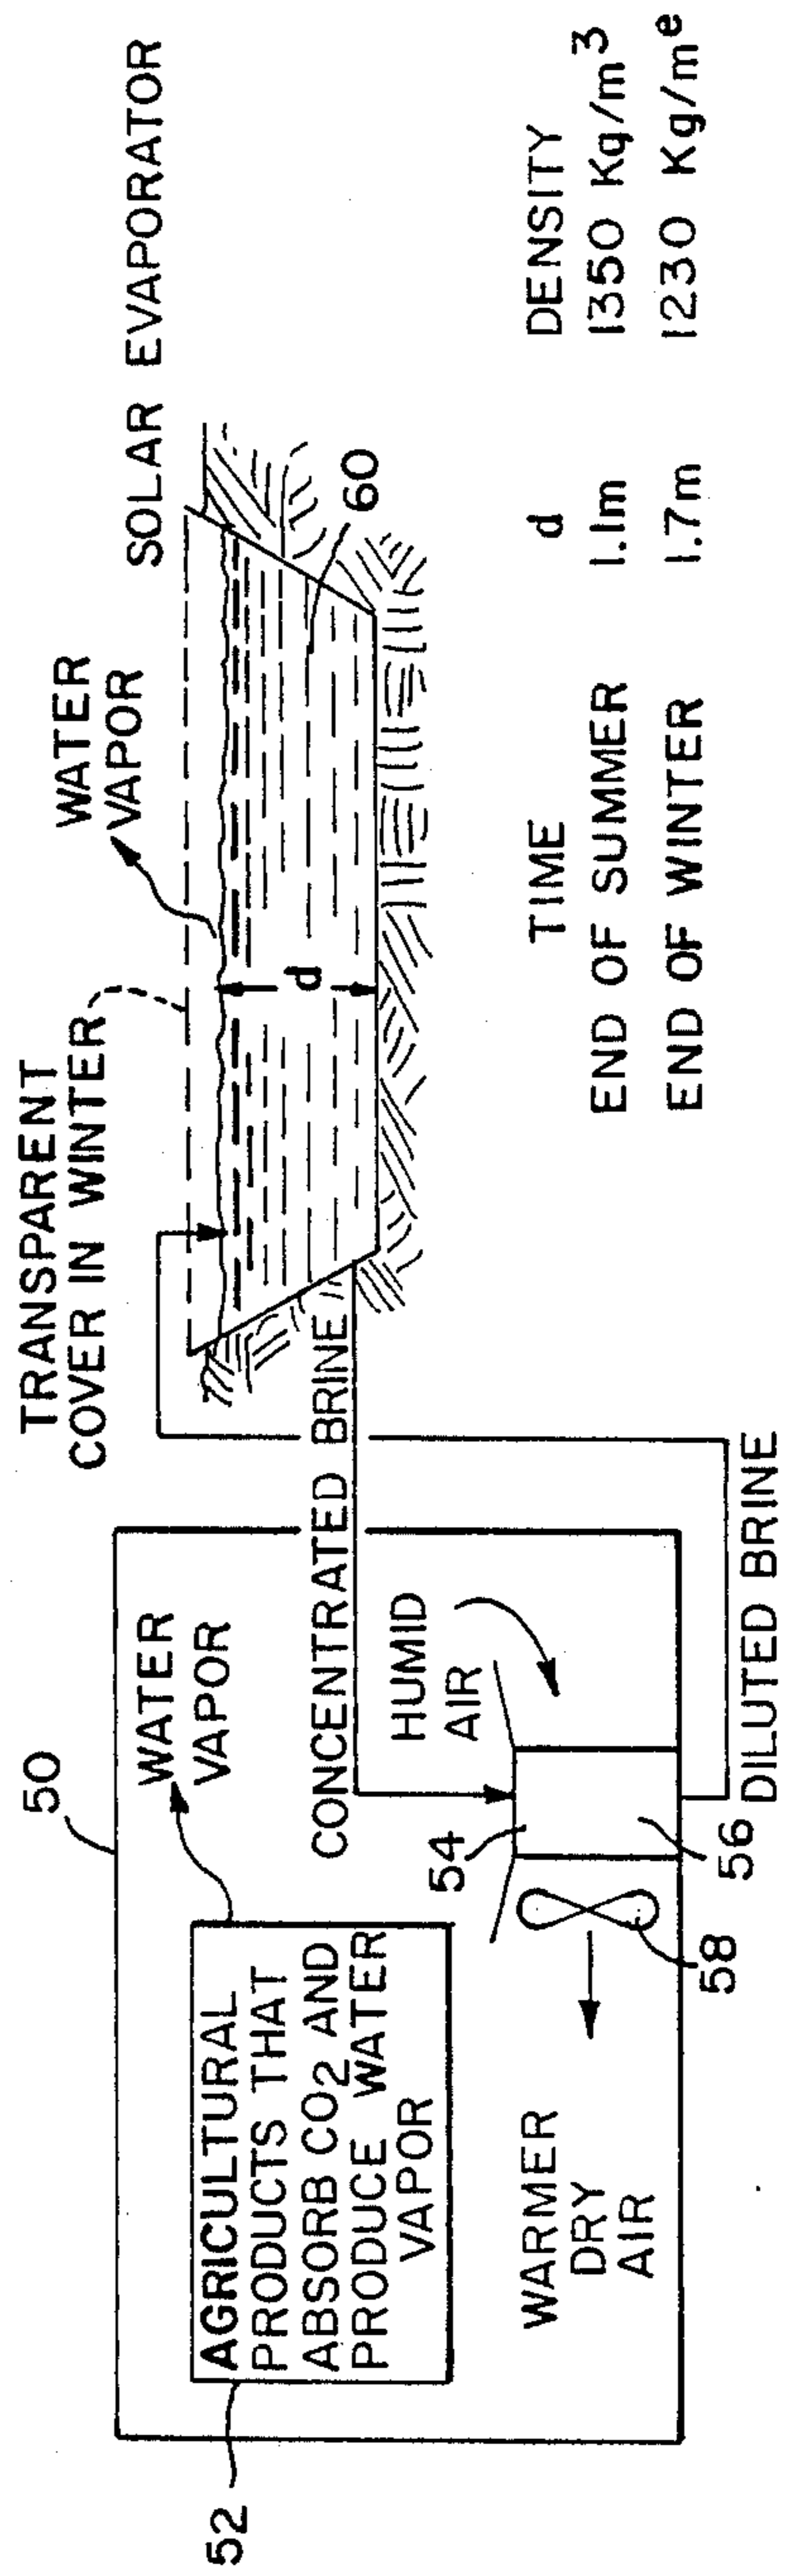 50
52
AGRICULTURAL
PRODUCTS THAT
ABSORB CO2 AND
PRODUCE WATER
VAPOR
WATER
VAPOR
WARMER
DRY
AIR
58
54
56
HUMID
AIR
CONCENTRATED BRINE
DILUTED BRINE
TRANSPARENT
COVER IN WINTER
WATER
VAPOR
SOLAR EVAPORATOR
d
60
TIME d DENSITY
END OF SUMMER 1.1m 1350 Kg/m3
END OF WINTER 1.7m 1230 Kg/me